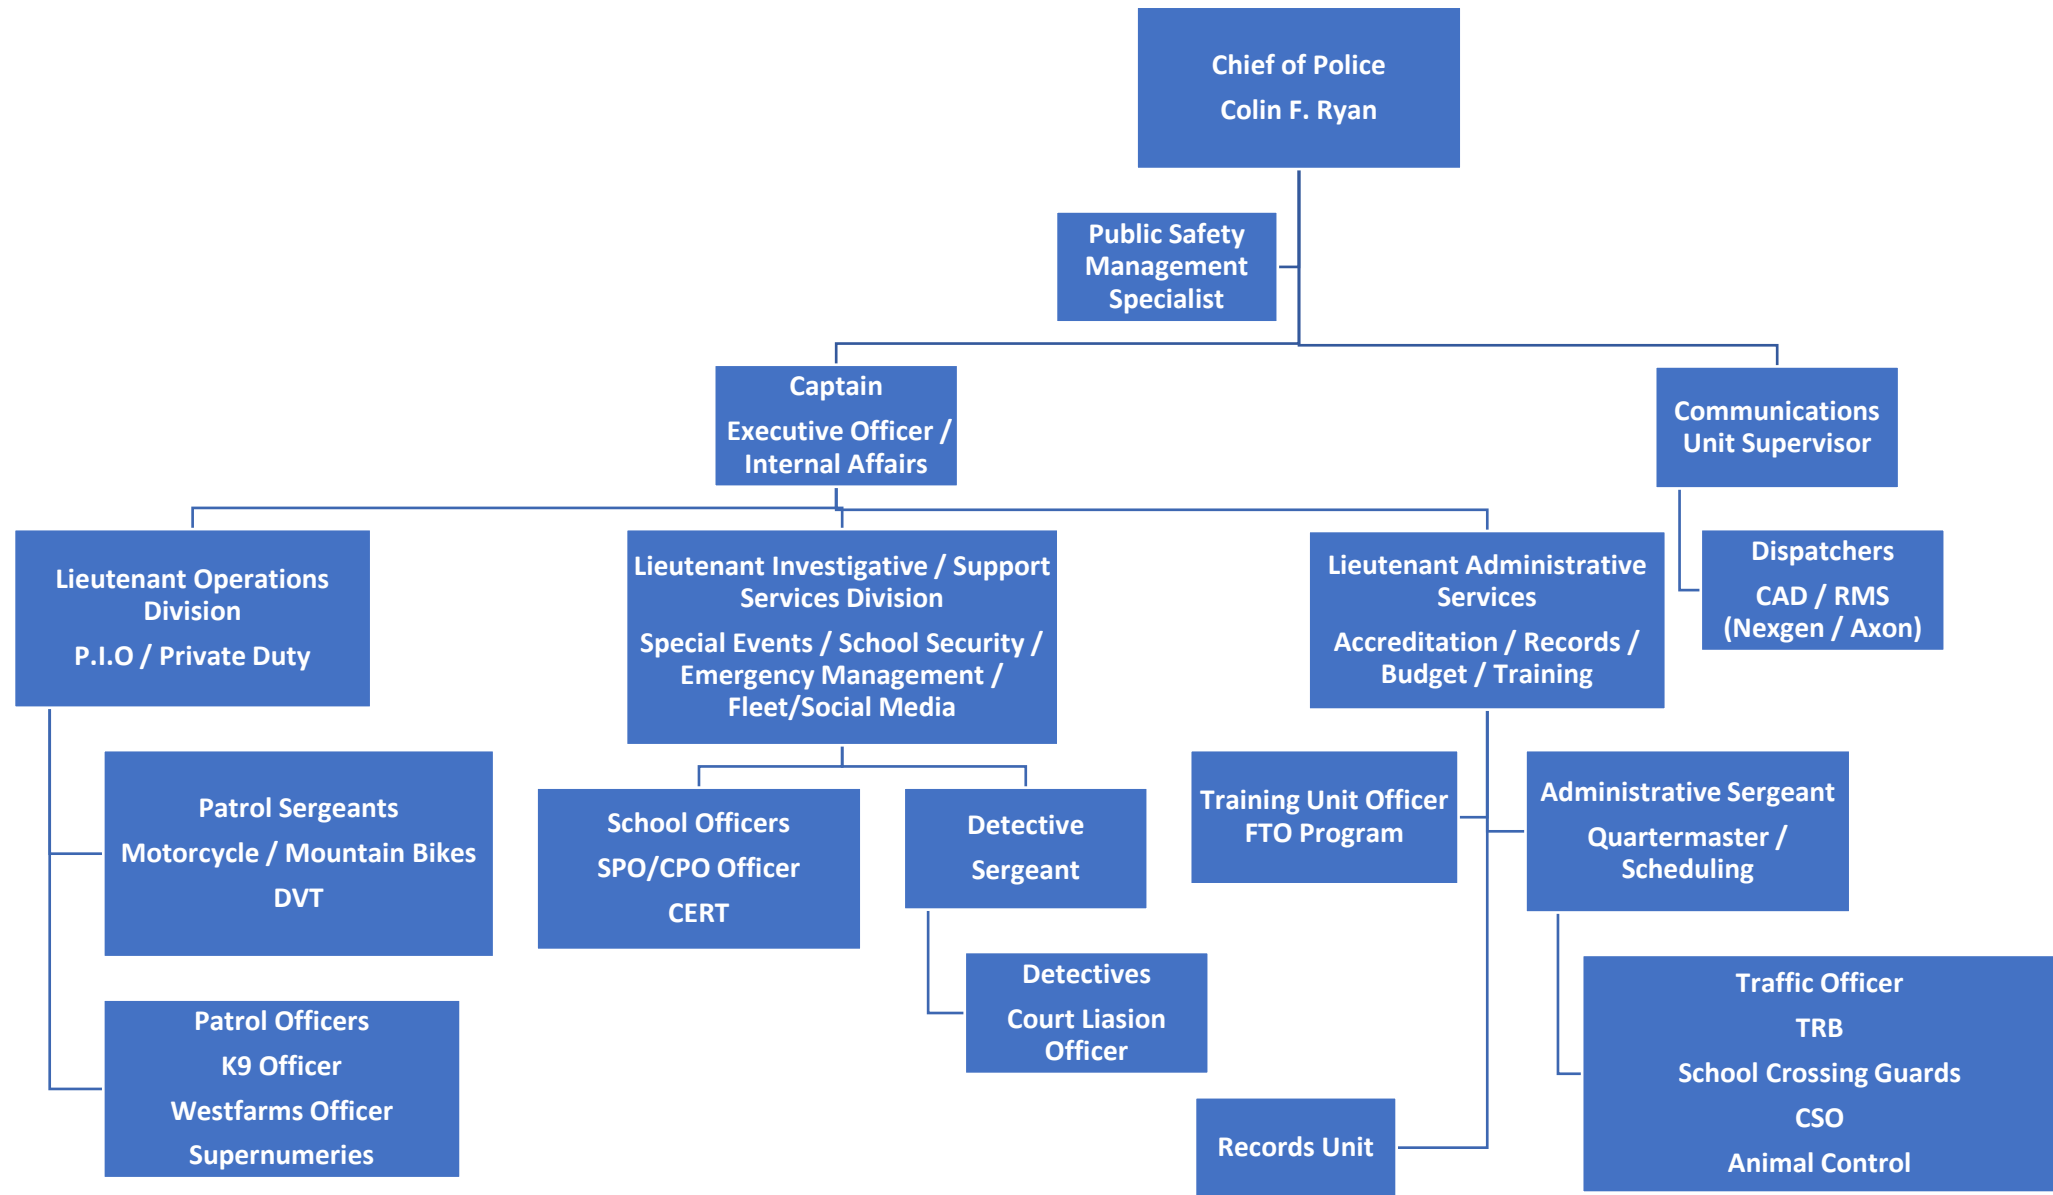 Chief of Police
Colin F. Ryan
Public Safety
Management
Specialist
Captain
Executive Officer /
Internal Affairs
Communications
Unit Supervisor
Dispatchers
CAD / RMS
(Nexgen / Axon)
Lieutenant Operations
Division
P.I.O / Private Duty
Lieutenant Investigative / Support
Services Division
Special Events / School Security /
Emergency Management /
Fleet/Social Media
Lieutenant Administrative
Services
Accreditation / Records /
Budget / Training
Patrol Sergeants
Motorcycle / Mountain Bikes
DVT
Patrol Officers
K9 Officer
Westfarms Officer
Supernumeries
School Officers
SPO/CPO Officer
CERT
Detective
Sergeant
Detectives
Court Liasion
Officer
Training Unit Officer
FTO Program
Administrative Sergeant
Quartermaster /
Scheduling
Traffic Officer
TRB
School Crossing Guards
CSO
Animal Control
Records Unit